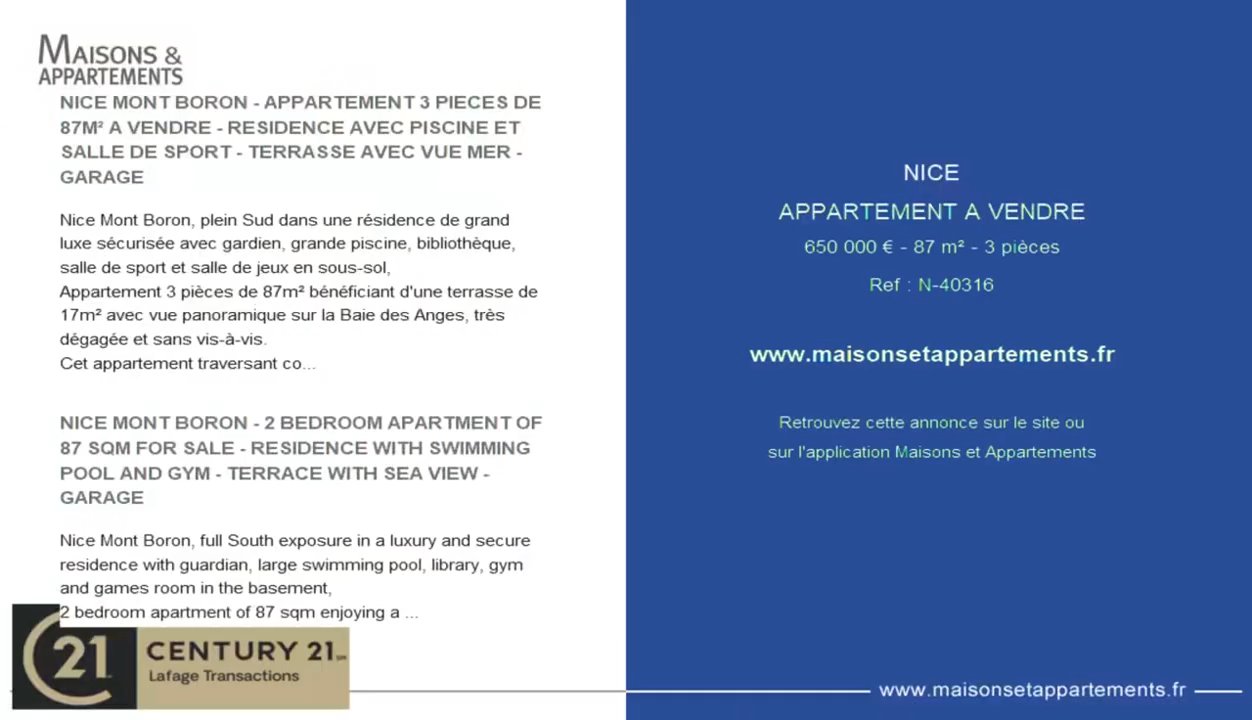 MAISONS &
APPARTEMENTS
NICE MONT BORON - APPARTEMENT 3 PIECES DE
87M² A VENDRE - RESIDENCE AVEC PISCINE ET
SALLE DE SPORT - TERRASSE AVEC VUE MER -
GARAGE
Nice Mont Boron, plein Sud dans une résidence de grand
luxe sécurisée avec gardien, grande piscine, bibliothèque,
salle de sport et salle de jeux en sous-sol,
Appartement 3 pièces de 87m² bénéficiant d'une terrasse de
17m² avec vue panoramique sur la Baie des Anges, très
dégagée et sans vis-à-vis.
Cet appartement traversant co...
NICE MONT BORON - 2 BEDROOM APARTMENT OF
87 SQM FOR SALE - RESIDENCE WITH SWIMMING
POOL AND GYM - TERRACE WITH SEA VIEW -
GARAGE
Nice Mont Boron, full South exposure in a luxury and secure
residence with guardian, large swimming pool, library, gym
and games room in the basement,
2 bedroom apartment of 87 sqm enjoying a ...
21
CENTURY 21
Lafage Transactions
NICE
APPARTEMENT A VENDRE
650 000 € - 87 m² - 3 pièces
Ref : N-40316
www.maisonsetappartements.fr
Retrouvez cette annonce sur le site ou
sur l'application Maisons et Appartements
www.maisonsetappartements.fr